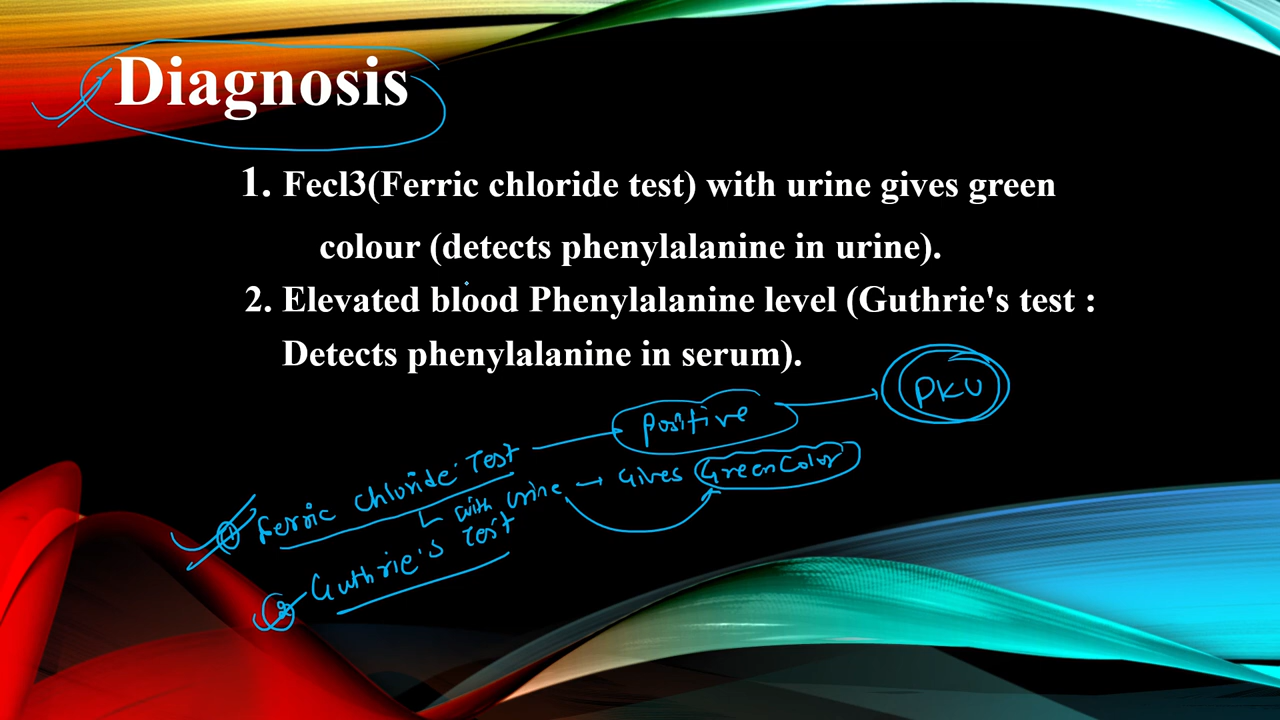 Diagnosis
1. Fecl3(Ferric chloride test) with urine gives green
colour (detects phenylalanine in urine).
2. Elevated blood Phenylalanine level (Guthrie's test :
Detects phenylalanine in serum).
PKU
Positive
① Ferric Chloride Test
with urine → Gives Green Color
② Guthrie's Test